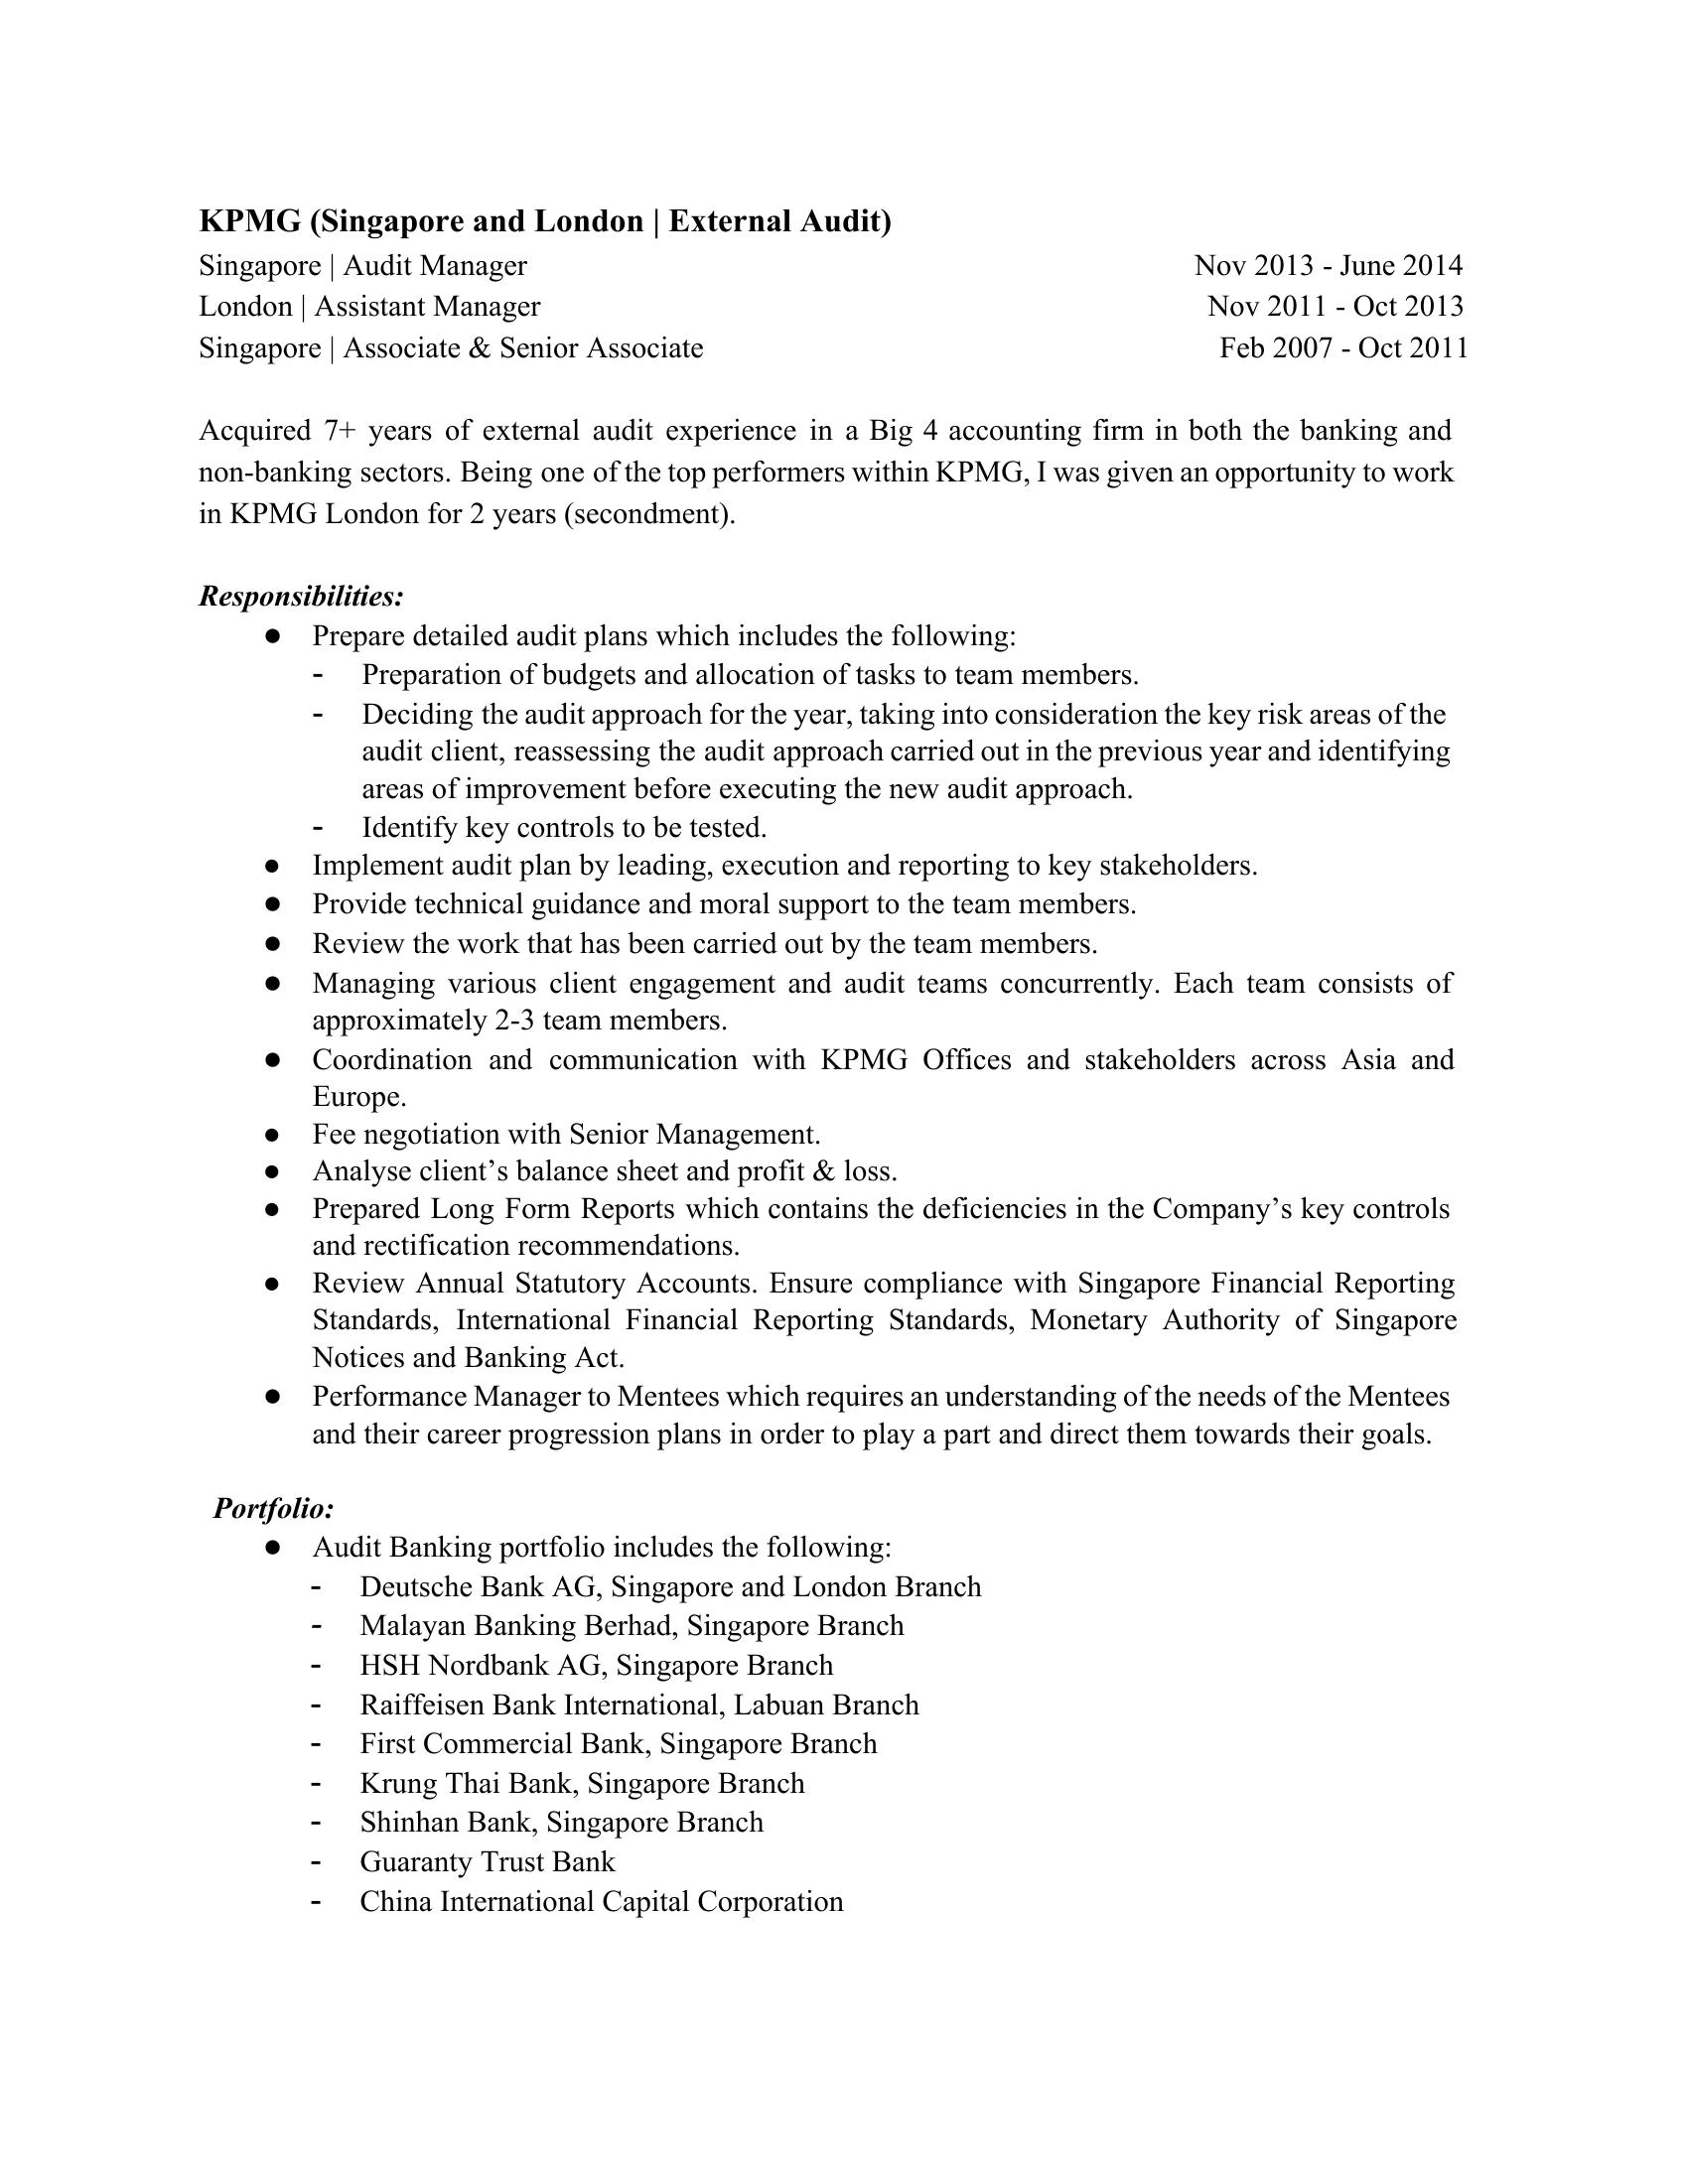 KPMG (Singapore and London | External Audit)
Singapore | Audit Manager Nov 2013 - June 2014
London | Assistant Manager Nov 2011 - Oct 2013
Singapore | Associate & Senior Associate Feb 2007 - Oct 2011
Acquired 7+ years of external audit experience in a Big 4 accounting firm in both the banking and
non-banking sectors. Being one of the top performers within KPMG, I was given an opportunity to work
in KPMG London for 2 years (secondment).
Responsibilities:
● Prepare detailed audit plans which includes the following:
- Preparation of budgets and allocation of tasks to team members.
- Deciding the audit approach for the year, taking into consideration the key risk areas of the
audit client, reassessing the audit approach carried out in the previous year and identifying
areas of improvement before executing the new audit approach.
- Identify key controls to be tested.
● Implement audit plan by leading, execution and reporting to key stakeholders.
● Provide technical guidance and moral support to the team members.
● Review the work that has been carried out by the team members.
● Managing various client engagement and audit teams concurrently. Each team consists of
approximately 2-3 team members.
● Coordination and communication with KPMG Offices and stakeholders across Asia and
Europe.
● Fee negotiation with Senior Management.
● Analyse client’s balance sheet and profit & loss.
● Prepared Long Form Reports which contains the deficiencies in the Company’s key controls
and rectification recommendations.
● Review Annual Statutory Accounts. Ensure compliance with Singapore Financial Reporting
Standards, International Financial Reporting Standards, Monetary Authority of Singapore
Notices and Banking Act.
● Performance Manager to Mentees which requires an understanding of the needs of the Mentees
and their career progression plans in order to play a part and direct them towards their goals.
Portfolio:
● Audit Banking portfolio includes the following:
- Deutsche Bank AG, Singapore and London Branch
- Malayan Banking Berhad, Singapore Branch
- HSH Nordbank AG, Singapore Branch
- Raiffeisen Bank International, Labuan Branch
- First Commercial Bank, Singapore Branch
- Krung Thai Bank, Singapore Branch
- Shinhan Bank, Singapore Branch
- Guaranty Trust Bank
- China International Capital Corporation